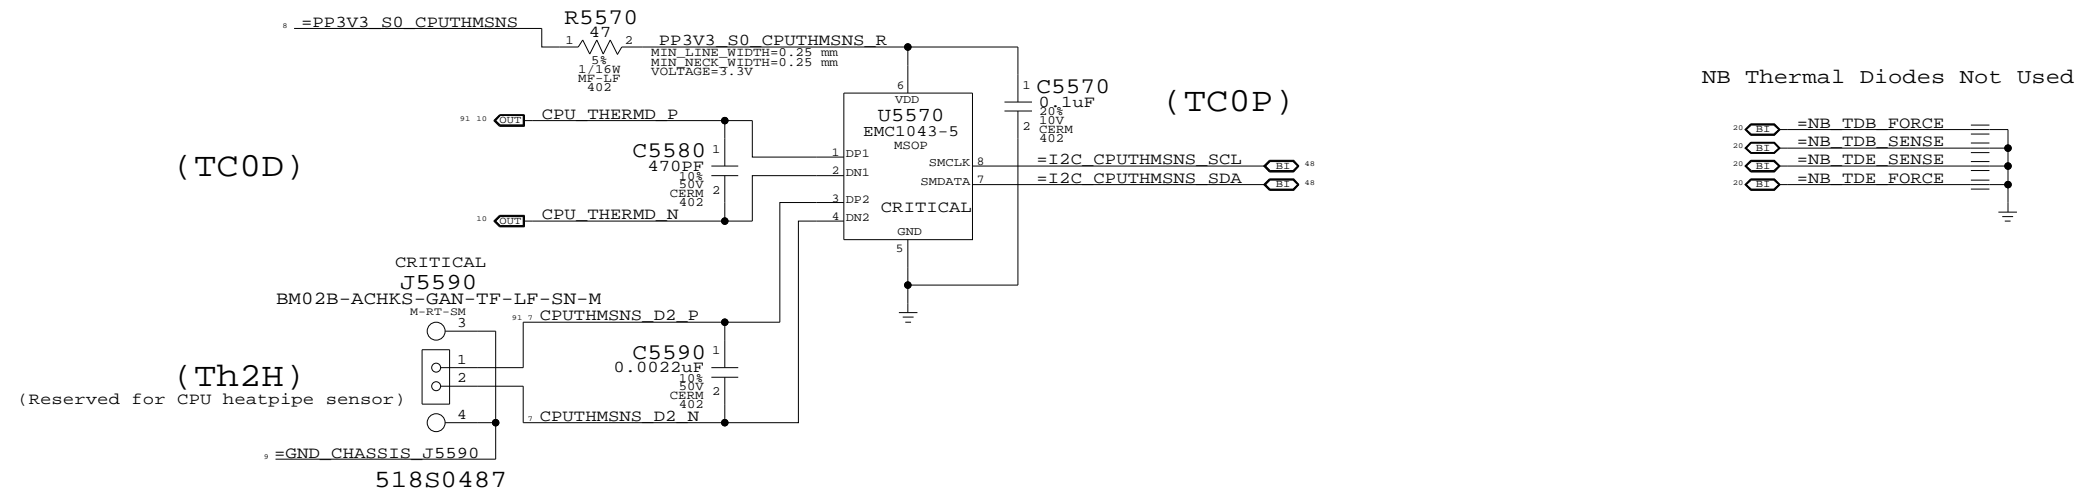 8 =PP3V3_S0_CPUTHMSNS
R5570
47
1 2
5%
1/16W
MF-LF
402
PP3V3_S0_CPUTHMSNS_R
MIN_LINE_WIDTH=0.25 mm
MIN_NECK_WIDTH=0.25 mm
VOLTAGE=3.3V
NB Thermal Diodes Not Used
6
VDD
U5570
EMC1043-5
MSOP
1 C5570
0.1uF
20%
10V
2 CERM
402
(TC0P)
91 10 OUT CPU_THERMD_P
(TC0D)
C5580 1
470PF
10%
50V
CERM 2
402
1 DP1
2 DN1
3 DP2
4 DN2
SMCLK 8 =I2C_CPUTHMSNS_SCL BI 48
SMDATA 7 =I2C_CPUTHMSNS_SDA BI 48
CRITICAL
GND
5
10 OUT CPU_THERMD_N
20 BI =NB_TDB_FORCE
20 BI =NB_TDB_SENSE
20 BI =NB_TDE_SENSE
20 BI =NB_TDE_FORCE
CRITICAL
J5590
BM02B-ACHKS-GAN-TF-LF-SN-M
M-RT-SM
3
91 7 CPUTHMSNS_D2_P
1
2
4
(Th2H)
(Reserved for CPU heatpipe sensor)
C5590 1
0.0022uF
10%
50V
CERM 2
402
7 CPUTHMSNS_D2_N
9 =GND_CHASSIS_J5590
518S0487